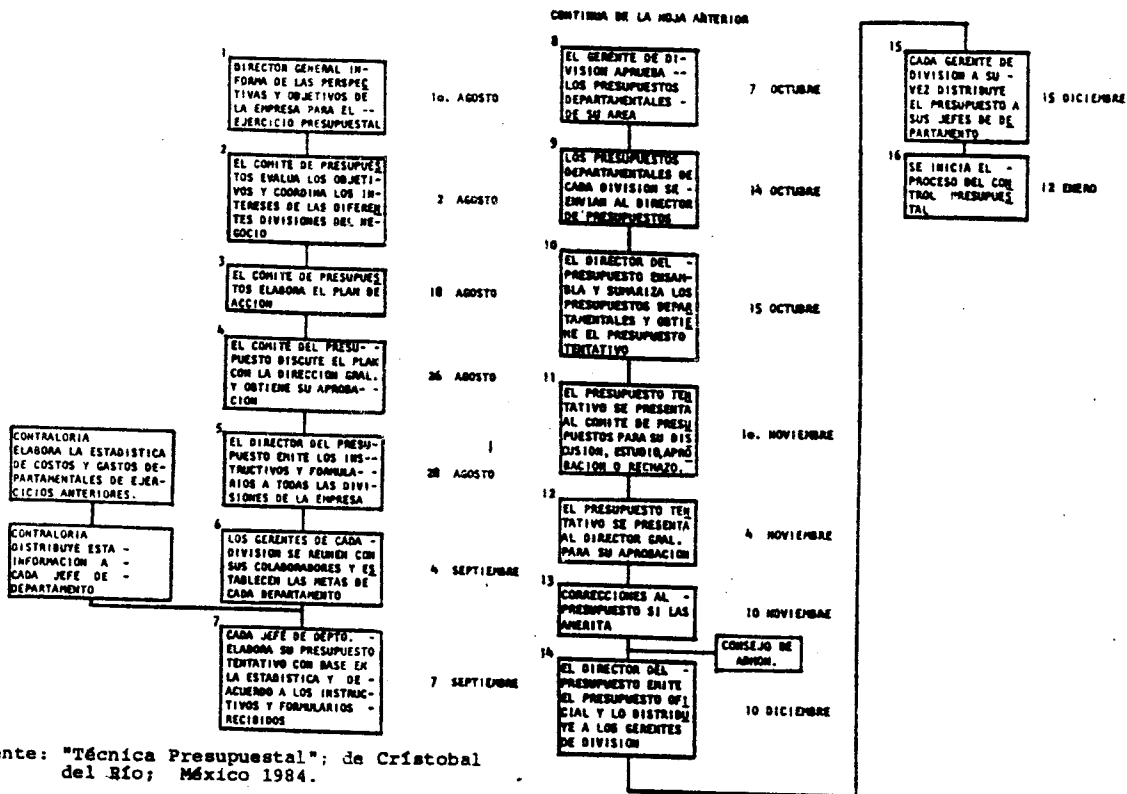 1
DIRECTOR GENERAL IN-
FORMA DE LAS PERSPEC
TIVAS Y OBJETIVOS DE
LA EMPRESA PARA EL --
EJERCICIO PRESUPUESTAL
1o. AGOSTO
2
EL COMITE DE PRESUPUES
TOS EVALUA LOS OBJETI-
VOS Y COORDINA LOS IN-
TERESES DE LAS DIFEREN
TES DIVISIONES DEL NE-
GOCIO
2 AGOSTO
3
EL COMITE DE PRESUPUES
TOS ELABORA EL PLAN DE
ACCION
18 AGOSTO
4
EL COMITE DEL PRESU- -
PUESTO DISCUTE EL PLAN
CON LA DIRECCION GRAL.
Y OBTIENE SU APROBA- -
CION
26 AGOSTO
5
EL DIRECTOR DEL PRESU-
PUESTO EMITE LOS INS--
TRUCTIVOS Y FORMULA- -
RIOS A TODAS LAS DIVI-
SIONES DE LA EMPRESA
28 AGOSTO
CONTRALORIA
ELABORA LA ESTADISTICA
DE COSTOS Y GASTOS DE-
PARTAMENTALES DE EJER-
CICIOS ANTERIORES.
CONTRALORIA
DISTRIBUYE ESTA -
INFORMACION A -
CADA JEFE DE -
DEPARTAMENTO
6
LOS GERENTES DE CADA -
DIVISION SE REUNEN CON
SUS COLABORADORES Y ES
TABLECEN LAS METAS DE
CADA DEPARTAMENTO
4 SEPTIEMBRE
7
CADA JEFE DE DEPTO. -
ELABORA SU PRESUPUESTO
TENTATIVO CON BASE EN
LA ESTADISTICA Y DE -
ACUERDO A LOS INSTRUC-
TIVOS Y FORMULARIOS -
RECIBIDOS
7 SEPTIEMBRE
ente: "Técnica Presupuestal"; de Crístobal
del Río; México 1984.
CONTINUA DE LA HOJA ANTERIOR
8
EL GERENTE DE DI-
VISION APRUEBA --
LOS PRESUPUESTOS
DEPARTAMENTALES -
DE SU AREA
7 OCTUBRE
9
LOS PRESUPUESTOS
DEPARTAMENTALES DE
CADA DIVISION SE -
ENVIAN AL DIRECTOR
DE PRESUPUESTOS
14 OCTUBRE
10
EL DIRECTOR DEL -
PRESUPUESTO ENSAM-
BLA Y SUMARIZA LOS
PRESUPUESTOS DEPAR
TAMENTALES Y OBTIE
NE EL PRESUPUESTO
TENTATIVO
15 OCTUBRE
11
EL PRESUPUESTO TEN
TATIVO SE PRESENTA
AL COMITE DE PRESU
PUESTOS PARA SU DIS
CUSION, ESTUDIO, APRO
BACION O RECHAZO.
1o. NOVIEMBRE
12
EL PRESUPUESTO TEN
TATIVO SE PRESENTA
AL DIRECTOR GRAL.
PARA SU APROBACION
4 NOVIEMBRE
13
CORRECCIONES AL -
PRESUPUESTO SI LAS
AMERITA
10 NOVIEMBRE
CONSEJO DE
ADMON.
14
EL DIRECTOR DEL -
PRESUPUESTO EMITE
EL PRESUPUESTO OFI
CIAL Y LO DISTRIBU
YE A LOS GERENTES
DE DIVISION
10 DICIEMBRE
15
CADA GERENTE DE
DIVISION A SU -
VEZ DISTRIBUYE
EL PRESUPUESTO A
SUS JEFES DE DE
PARTAMENTO
15 DICIEMBRE
16
SE INICIA EL -
PROCESO DEL CON
TROL PRESUPUES
TAL
12 ENERO